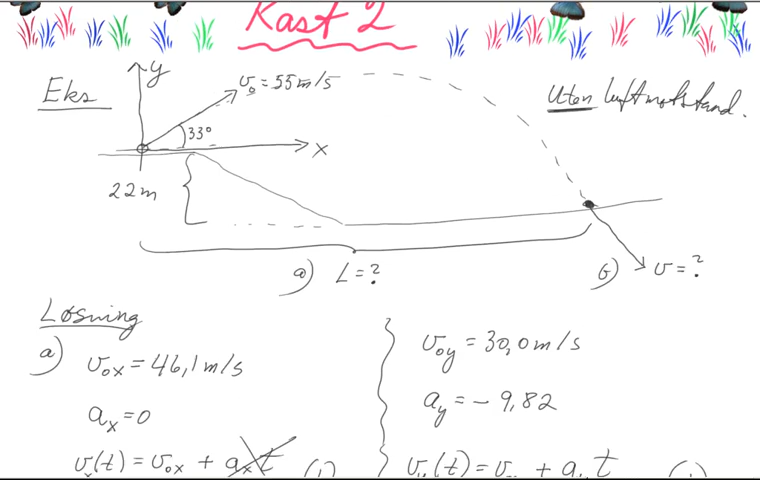 Kast 2
y
Eks
v₀ = 55 m/s
Uten luftmotstand.
33°
x
22 m
a) L = ?
b) v = ?
Løsning
a) v₀ₓ = 46,1 m/s
v₀y = 30,0 m/s
aₓ = 0
a_y = - 9,82
vₓ(t) = v₀ₓ + aₓt